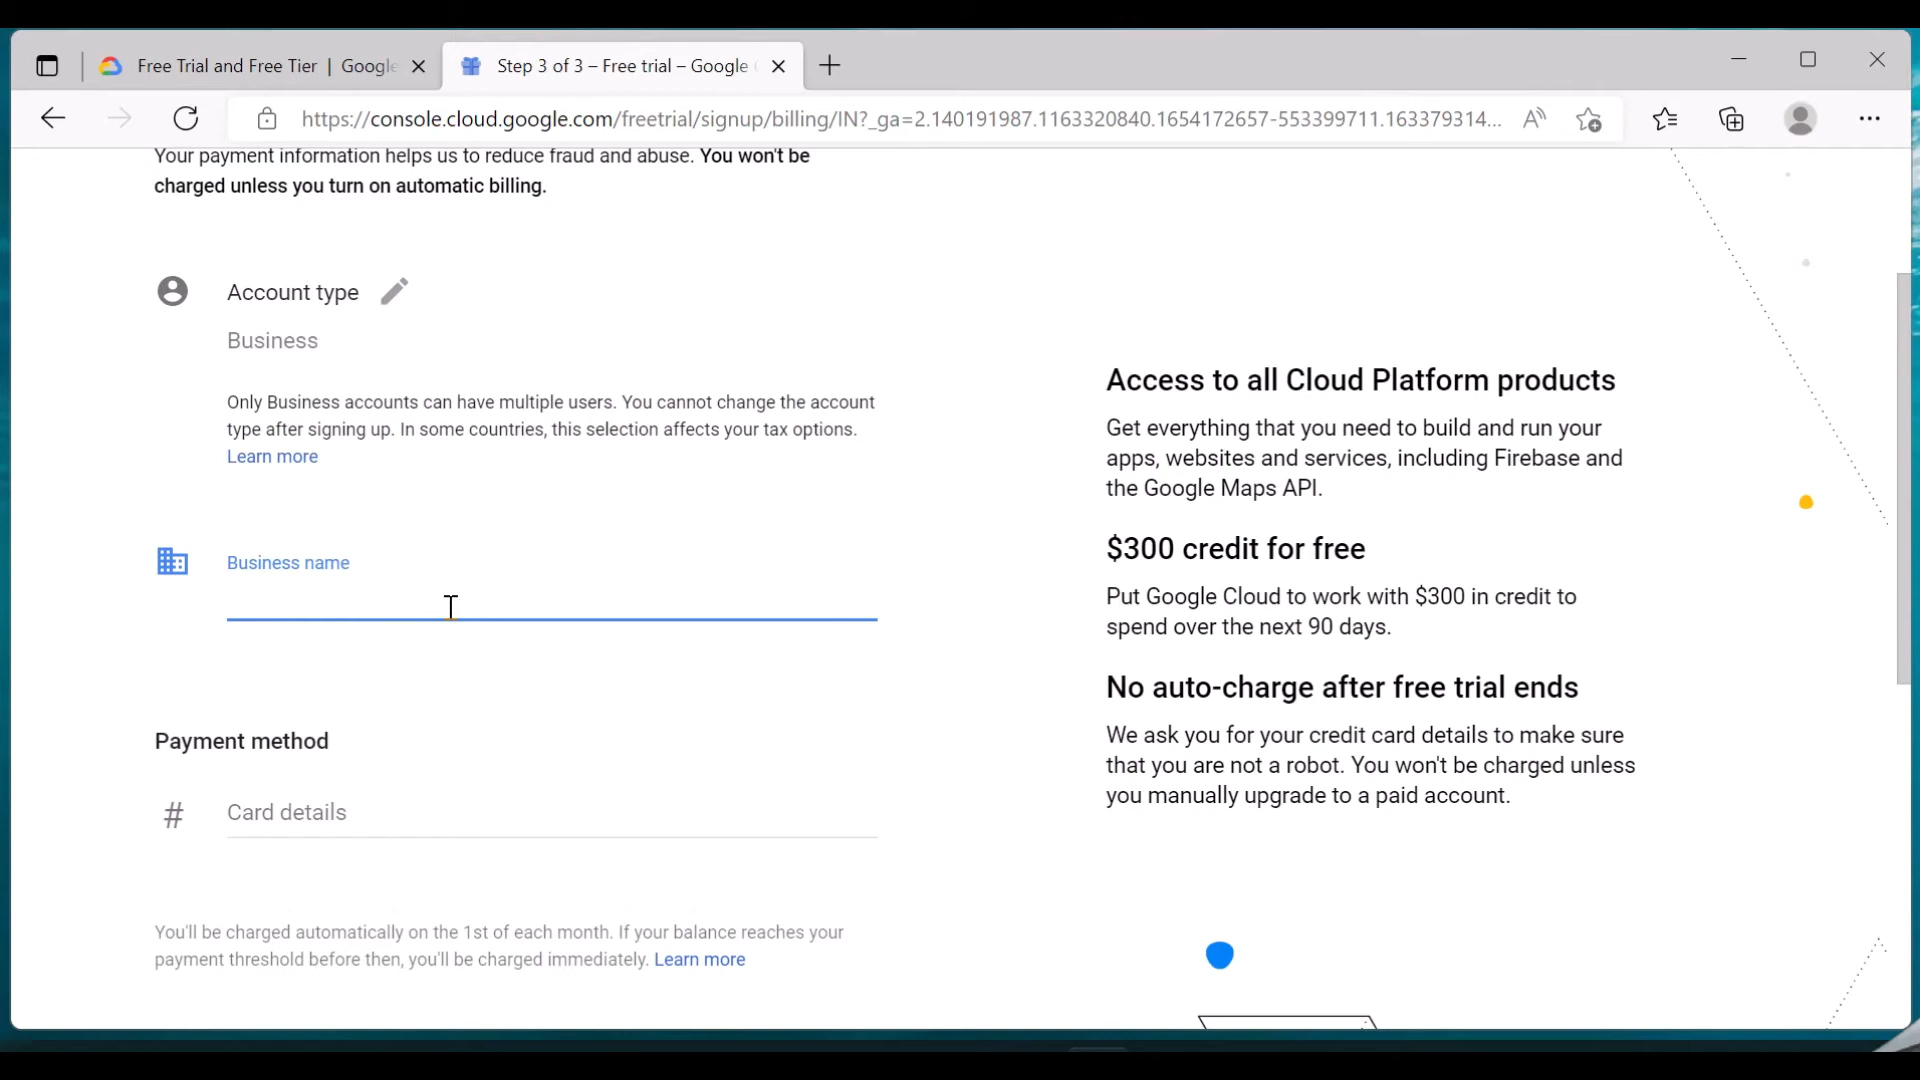 Free Trial and Free Tier | Google
Step 3 of 3 – Free trial – Google
https://console.cloud.google.com/freetrial/signup/billing/IN?_ga=2.140191987.1163320840.1654172657-553399711.163379314...
Your payment information helps us to reduce fraud and abuse. You won't be
charged unless you turn on automatic billing.
Account type
Business
Only Business accounts can have multiple users. You cannot change the account
type after signing up. In some countries, this selection affects your tax options.
Learn more
Business name
Payment method
# Card details
You'll be charged automatically on the 1st of each month. If your balance reaches your
payment threshold before then, you'll be charged immediately. Learn more
Access to all Cloud Platform products
Get everything that you need to build and run your
apps, websites and services, including Firebase and
the Google Maps API.
$300 credit for free
Put Google Cloud to work with $300 in credit to
spend over the next 90 days.
No auto-charge after free trial ends
We ask you for your credit card details to make sure
that you are not a robot. You won't be charged unless
you manually upgrade to a paid account.